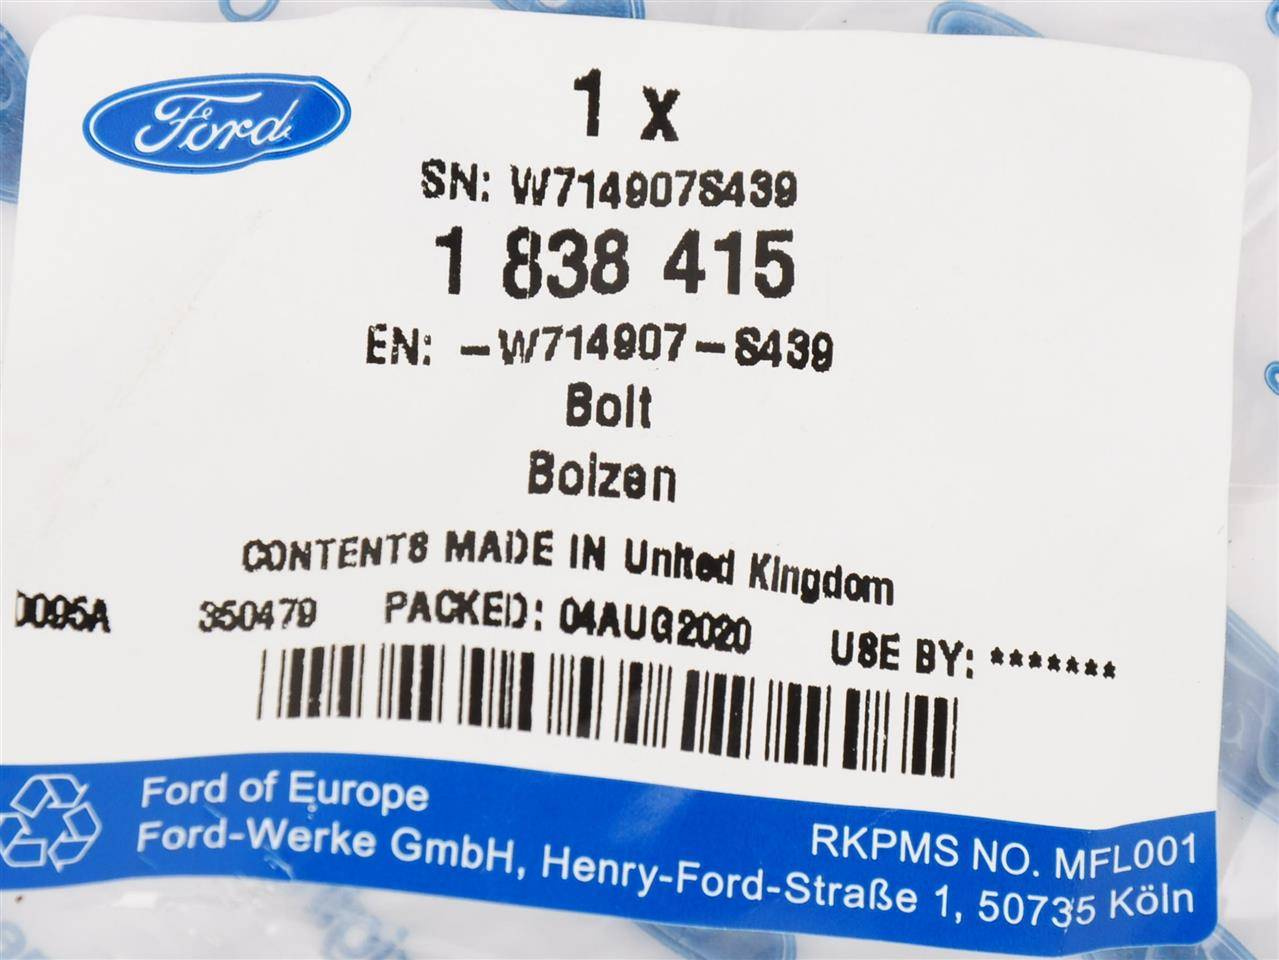 Ford
1 x
SN: W714907S439
1 838 415
EN: -W714907-S439
Bolt
Bolzen
CONTENTS MADE IN United Kingdom
0095A 350479 PACKED: 04AUG2020 USE BY: *******
Ford of Europe
Ford-Werke GmbH, Henry-Ford-Straße 1, 50735 Köln
RKPMS NO. MFL001